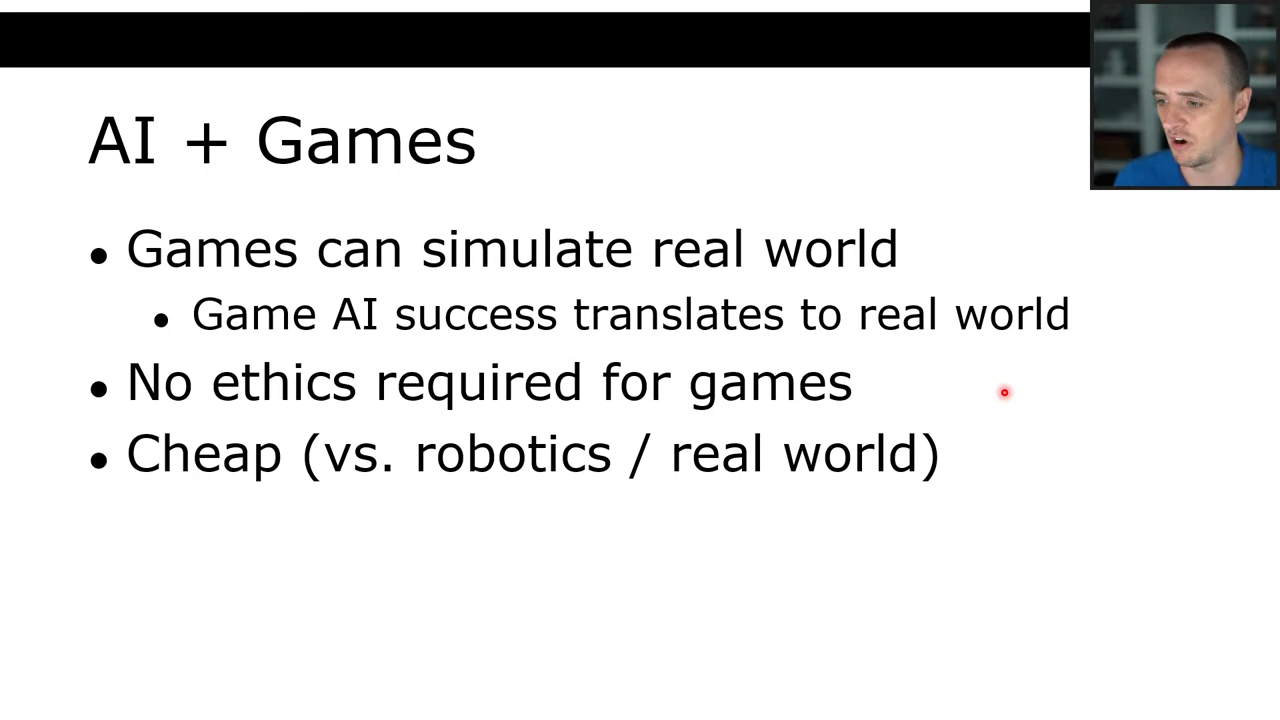 AI + Games
• Games can simulate real world
• Game AI success translates to real world
• No ethics required for games
• Cheap (vs. robotics / real world)